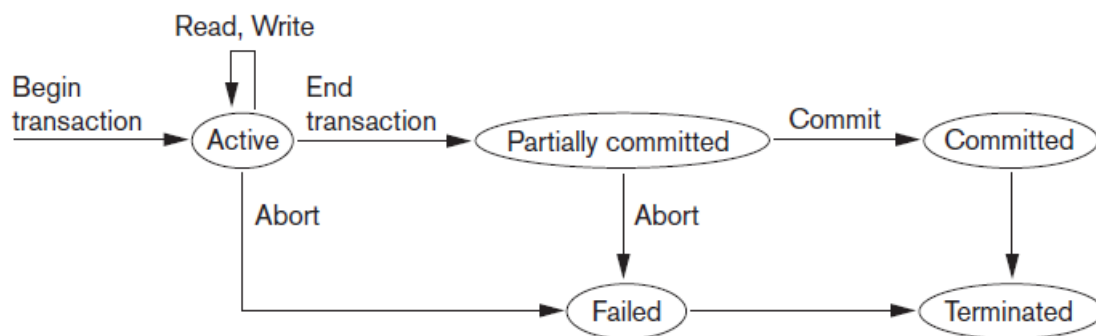 Read, Write
Begin
transaction
End
transaction
Active
Partially committed
Commit
Committed
Abort
Abort
Failed
Terminated